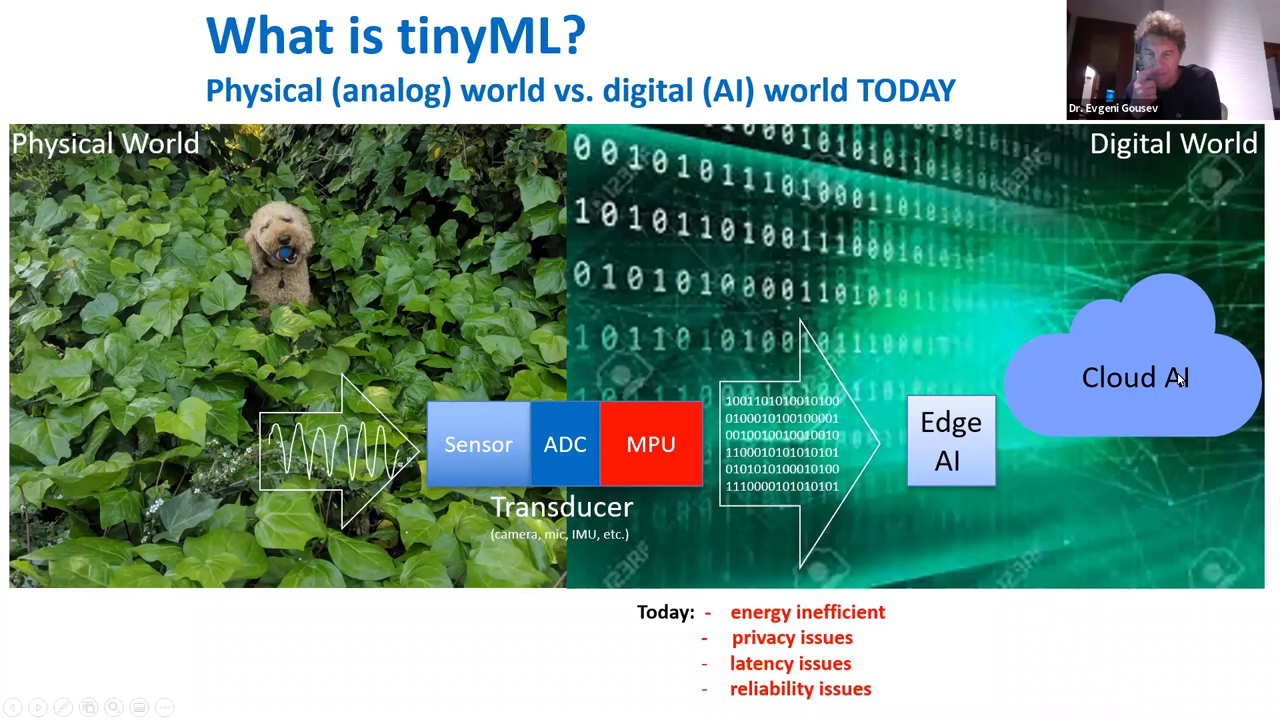 What is tinyML?
Physical (analog) world vs. digital (AI) world TODAY
Dr. Evgeni Gousev
Physical World
Digital World
Cloud AI
Sensor
ADC
MPU
1001101010010100
0100010100100001
0010010010010010
1100010101010101
0101010100010100
1110000101010101
Edge
AI
Transducer
(camera, mic, IMU, etc.)
Today: - energy inefficient
- privacy issues
- latency issues
- reliability issues